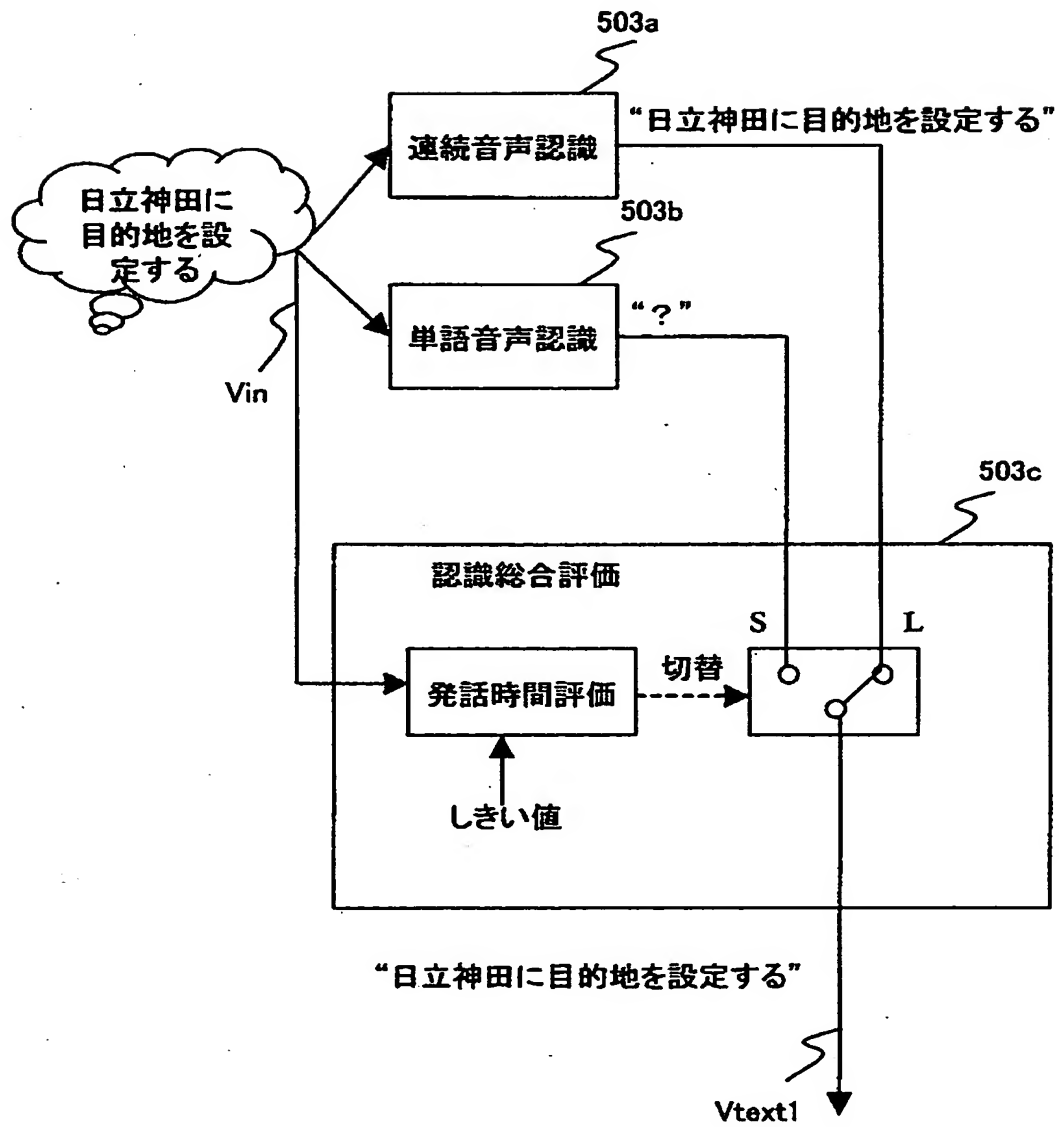 503a
連続音声認識
“日立神田に目的地を設定する”
日立神田に
目的地を設
定する
503b
単語音声認識
“？”
Vin
503c
認識総合評価
S
L
発話時間評価
切替
しきい値
“日立神田に目的地を設定する”
Vtext1